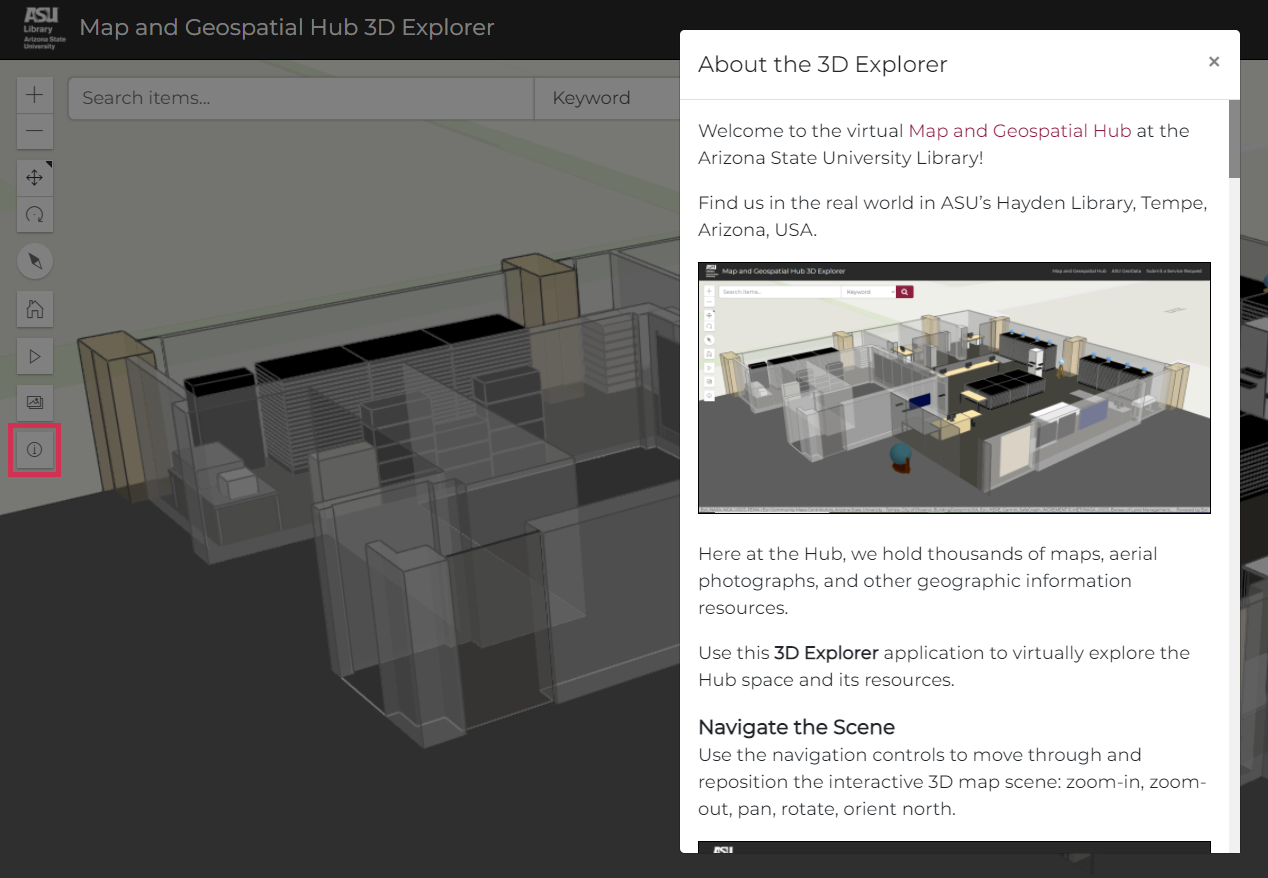 ASU
Library
Arizona State
University
Map and Geospatial Hub 3D Explorer
Search items...
Keyword
About the 3D Explorer
×
Welcome to the virtual Map and Geospatial Hub at the
Arizona State University Library!
Find us in the real world in ASU’s Hayden Library, Tempe,
Arizona, USA.
ASU
Map and Geospatial Hub 3D Explorer
Map and Geospatial Hub ASU GeoData Submit a Service Request
Search items...
Keyword
Here at the Hub, we hold thousands of maps, aerial
photographs, and other geographic information
resources.
Use this 3D Explorer application to virtually explore the
Hub space and its resources.
Navigate the Scene
Use the navigation controls to move through and
reposition the interactive 3D map scene: zoom-in, zoom-
out, pan, rotate, orient north.
ASU